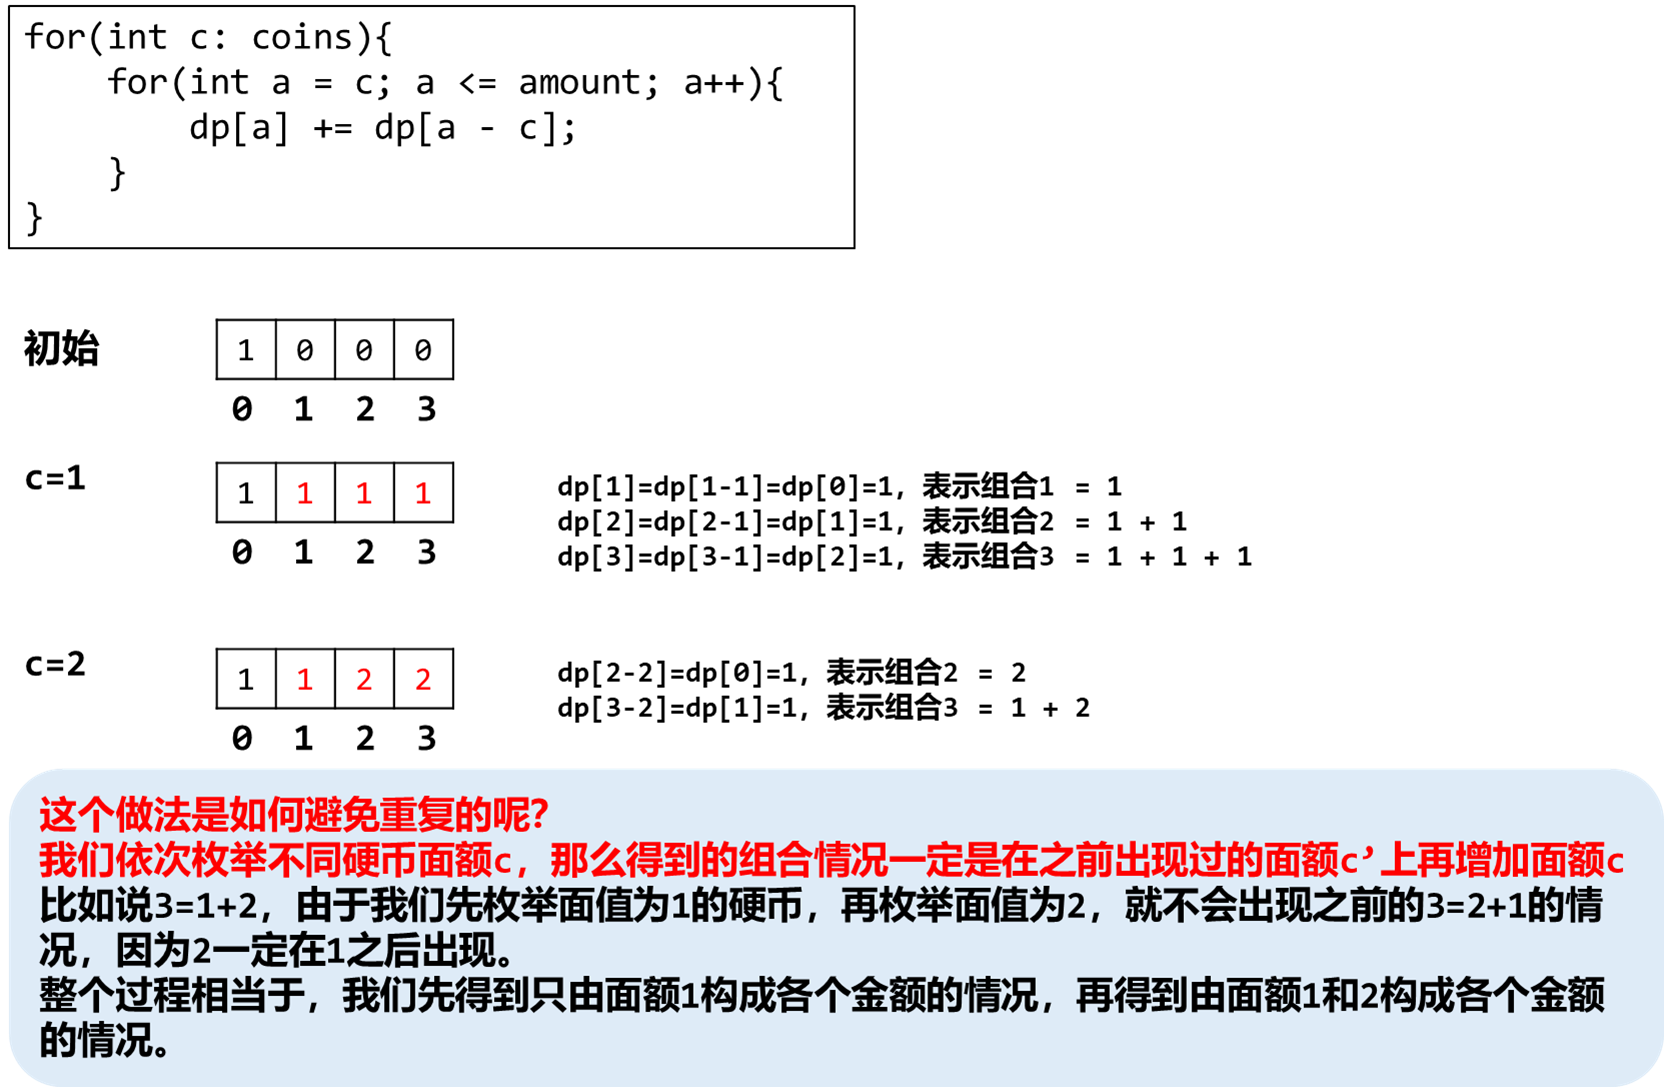 for(int c: coins){
for(int a = c; a <= amount; a++){
dp[a] += dp[a - c];
}
}
初始
1 0 0 0
0 1 2 3
c=1
1 1 1 1
0 1 2 3
dp[1]=dp[1-1]=dp[0]=1, 表示组合1 = 1
dp[2]=dp[2-1]=dp[1]=1, 表示组合2 = 1 + 1
dp[3]=dp[3-1]=dp[2]=1, 表示组合3 = 1 + 1 + 1
c=2
1 1 2 2
0 1 2 3
dp[2-2]=dp[0]=1, 表示组合2 = 2
dp[3-2]=dp[1]=1, 表示组合3 = 1 + 2
这个做法是如何避免重复的呢?
我们依次枚举不同硬币面额c，那么得到的组合情况一定是在之前出现过的面额c’上再增加面额c
比如说3=1+2，由于我们先枚举面值为1的硬币，再枚举面值为2，就不会出现之前的3=2+1的情
况，因为2一定在1之后出现。
整个过程相当于，我们先得到只由面额1构成各个金额的情况，再得到由面额1和2构成各个金额
的情况。